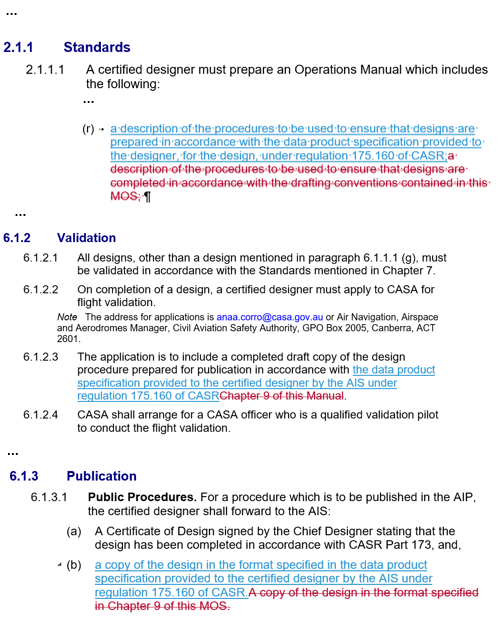 ...
2.1.1 Standards
2.1.1.1 A certified designer must prepare an Operations Manual which includes
the following:
...
(r) → a·description·of·the·procedures·to·be·used·to·ensure·that·designs·are·
prepared·in·accordance·with·the·data·product·specification·provided·to·
the·designer,·for·the·design,·under·regulation·175.160·of·CASR;a·
description·of·the·procedures·to·be·used·to·ensure·that·designs·are·
completed·in·accordance·with·the·drafting·conventions·contained·in·this·
MOS;·¶
...
6.1.2 Validation
6.1.2.1 All designs, other than a design mentioned in paragraph 6.1.1.1 (g), must
be validated in accordance with the Standards mentioned in Chapter 7.
6.1.2.2 On completion of a design, a certified designer must apply to CASA for
flight validation.
Note The address for applications is anaa.corro@casa.gov.au or Air Navigation, Airspace
and Aerodromes Manager, Civil Aviation Safety Authority, GPO Box 2005, Canberra, ACT
2601.
6.1.2.3 The application is to include a completed draft copy of the design
procedure prepared for publication in accordance with the data product
specification provided to the certified designer by the AIS under
regulation 175.160 of CASRChapter 9 of this Manual.
6.1.2.4 CASA shall arrange for a CASA officer who is a qualified validation pilot
to conduct the flight validation.
...
6.1.3 Publication
6.1.3.1 Public Procedures. For a procedure which is to be published in the AIP,
the certified designer shall forward to the AIS:
(a) A Certificate of Design signed by the Chief Designer stating that the
design has been completed in accordance with CASR Part 173, and,
(b) a copy of the design in the format specified in the data product
specification provided to the certified designer by the AIS under
regulation 175.160 of CASR.A copy of the design in the format specified
in Chapter 9 of this MOS.